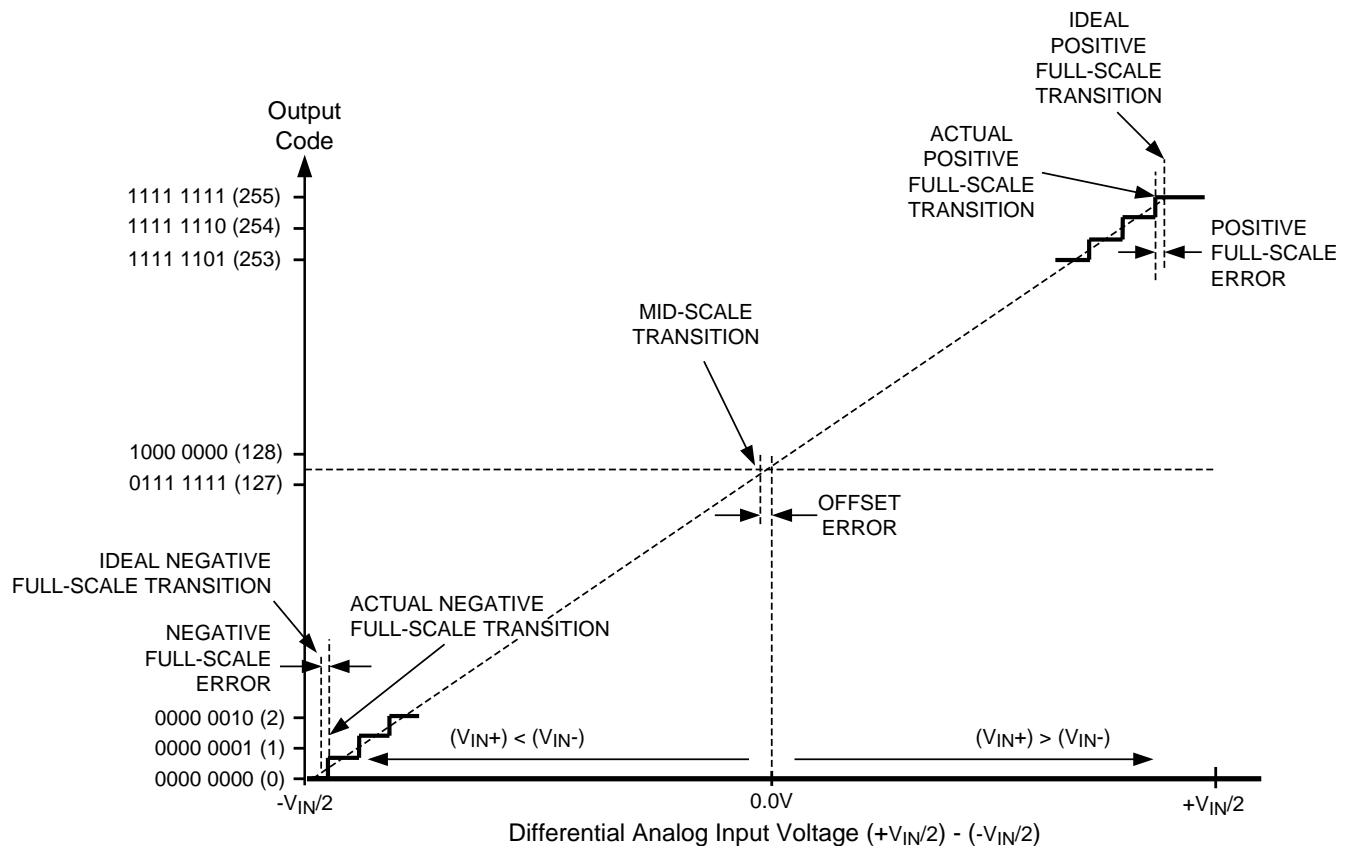 IDEAL
POSITIVE
FULL-SCALE
TRANSITION
Output
Code
ACTUAL
POSITIVE
FULL-SCALE
TRANSITION
1111 1111 (255)
1111 1110 (254)
1111 1101 (253)
POSITIVE
FULL-SCALE
ERROR
MID-SCALE
TRANSITION
1000 0000 (128)
0111 1111 (127)
OFFSET
ERROR
IDEAL NEGATIVE
FULL-SCALE TRANSITION
ACTUAL NEGATIVE
FULL-SCALE TRANSITION
NEGATIVE
FULL-SCALE
ERROR
0000 0010 (2)
0000 0001 (1)
0000 0000 (0)
(VIN+) < (VIN-)
(VIN+) > (VIN-)
-VIN/2
0.0V
+VIN/2
Differential Analog Input Voltage (+VIN/2) - (-VIN/2)